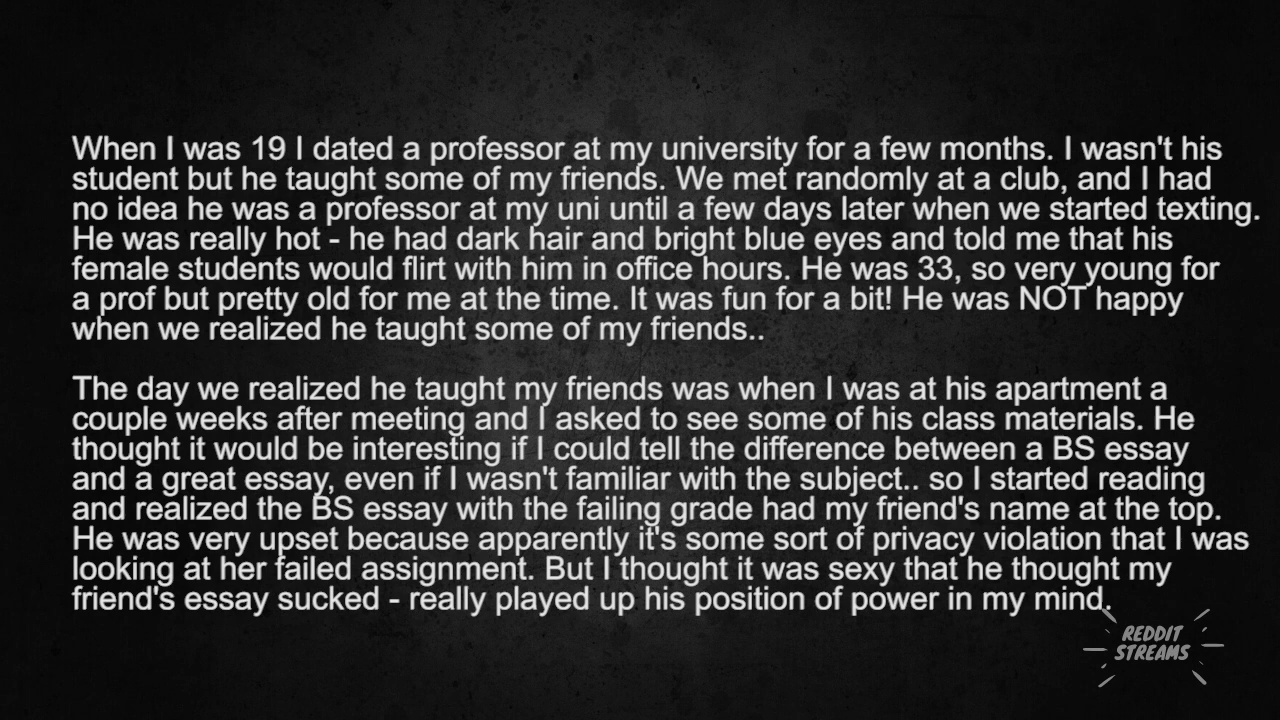 When I was 19 I dated a professor at my university for a few months. I wasn't his
student but he taught some of my friends. We met randomly at a club, and I had
no idea he was a professor at my uni until a few days later when we started texting.
He was really hot - he had dark hair and bright blue eyes and told me that his
female students would flirt with him in office hours. He was 33, so very young for
a prof but pretty old for me at the time. It was fun for a bit! He was NOT happy
when we realized he taught some of my friends..
The day we realized he taught my friends was when I was at his apartment a
couple weeks after meeting and I asked to see some of his class materials. He
thought it would be interesting if I could tell the difference between a BS essay
and a great essay, even if I wasn't familiar with the subject.. so I started reading
and realized the BS essay with the failing grade had my friend's name at the top.
He was very upset because apparently it's some sort of privacy violation that I was
looking at her failed assignment. But I thought it was sexy that he thought my
friend's essay sucked - really played up his position of power in my mind.
REDDIT
STREAMS